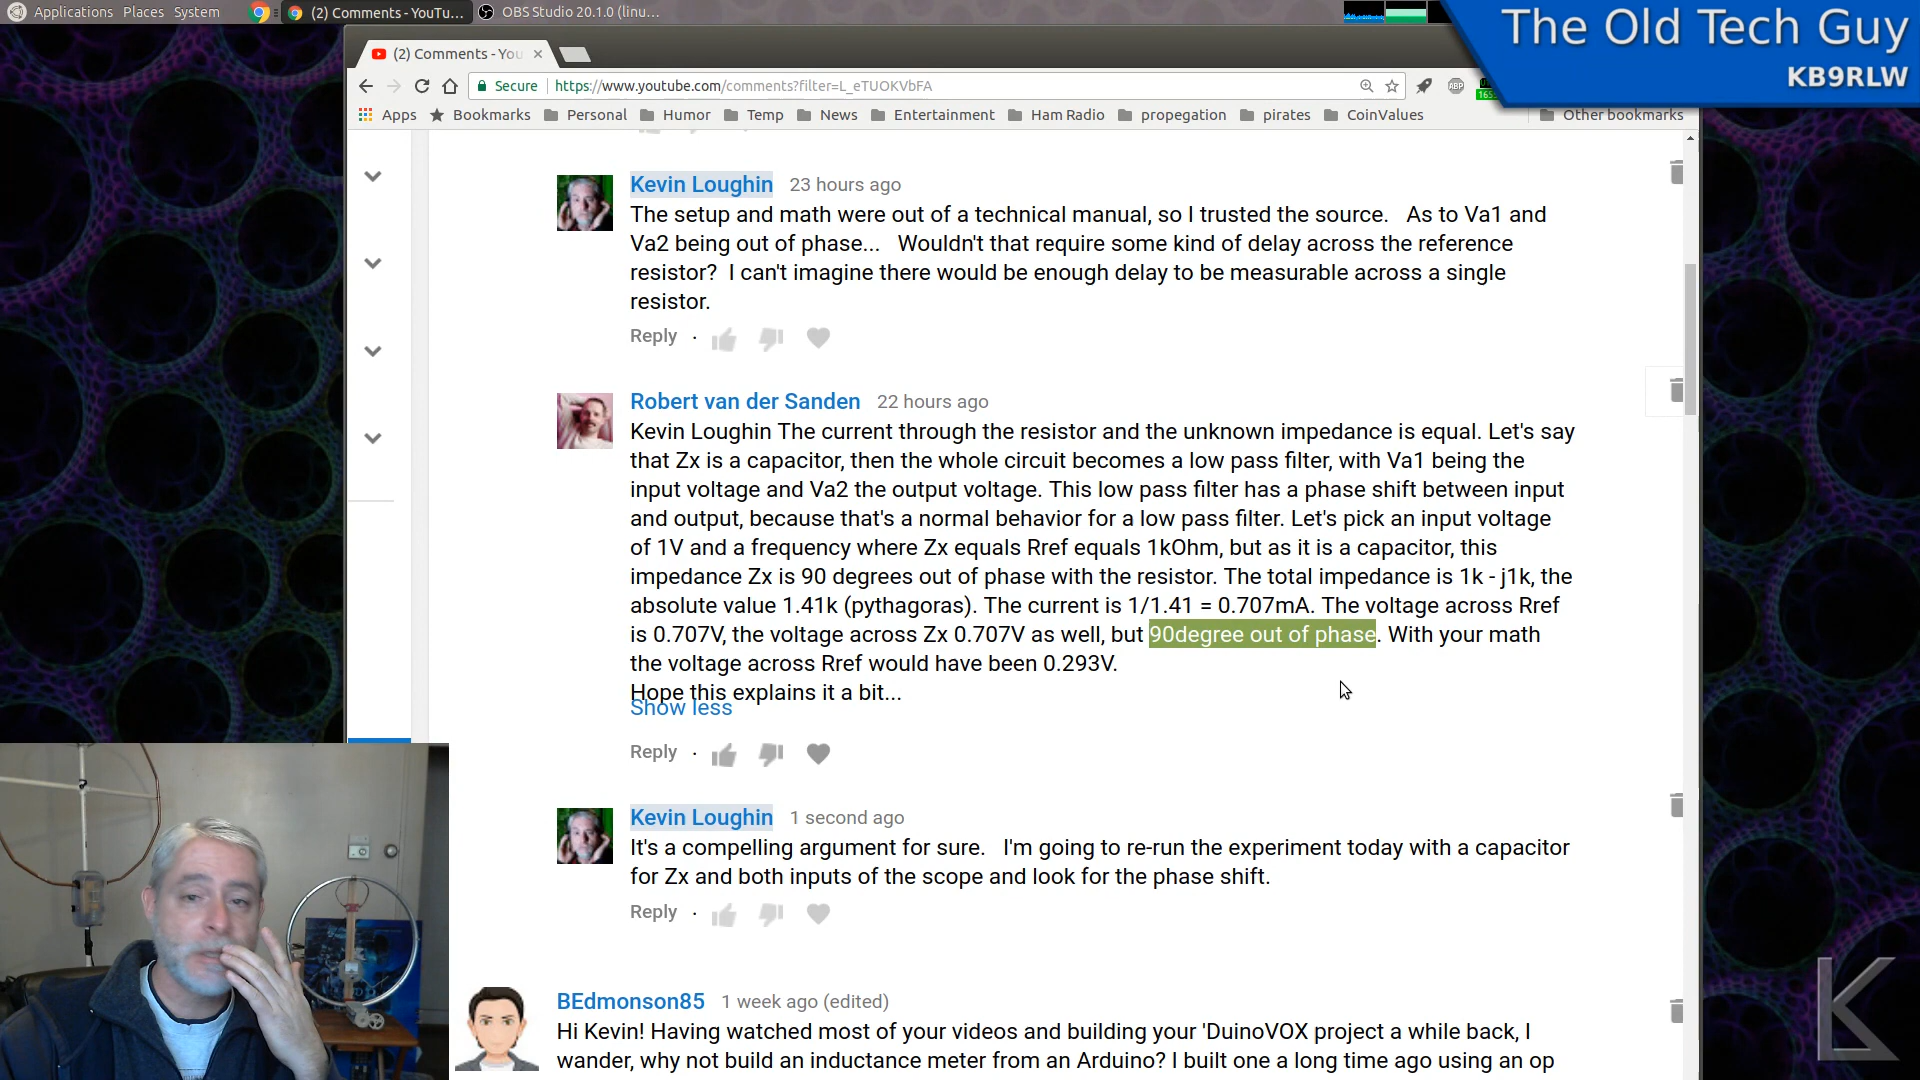 Applications Places System
(2) Comments - YouTu...
OBS Studio 20.1.0 (linu...
The Old Tech Guy
KB9RLW
(2) Comments - You
Secure https://www.youtube.com/comments?filter=L_eTUOKVbFA
ABP
Apps Bookmarks Personal Humor Temp News Entertainment Ham Radio propegation pirates CoinValues Other bookmarks
Kevin Loughin 23 hours ago
The setup and math were out of a technical manual, so I trusted the source. As to Va1 and
Va2 being out of phase... Wouldn't that require some kind of delay across the reference
resistor? I can't imagine there would be enough delay to be measurable across a single
resistor.
Reply ·
Robert van der Sanden 22 hours ago
Kevin Loughin The current through the resistor and the unknown impedance is equal. Let's say
that Zx is a capacitor, then the whole circuit becomes a low pass filter, with Va1 being the
input voltage and Va2 the output voltage. This low pass filter has a phase shift between input
and output, because that's a normal behavior for a low pass filter. Let's pick an input voltage
of 1V and a frequency where Zx equals Rref equals 1kOhm, but as it is a capacitor, this
impedance Zx is 90 degrees out of phase with the resistor. The total impedance is 1k - j1k, the
absolute value 1.41k (pythagoras). The current is 1/1.41 = 0.707mA. The voltage across Rref
is 0.707V, the voltage across Zx 0.707V as well, but 90degree out of phase. With your math
the voltage across Rref would have been 0.293V.
Hope this explains it a bit...
Show less
Reply ·
Kevin Loughin 1 second ago
It's a compelling argument for sure. I'm going to re-run the experiment today with a capacitor
for Zx and both inputs of the scope and look for the phase shift.
Reply ·
BEdmonson85 1 week ago (edited)
Hi Kevin! Having watched most of your videos and building your 'DuinoVOX project a while back, I
wander, why not build an inductance meter from an Arduino? I built one a long time ago using an op
K